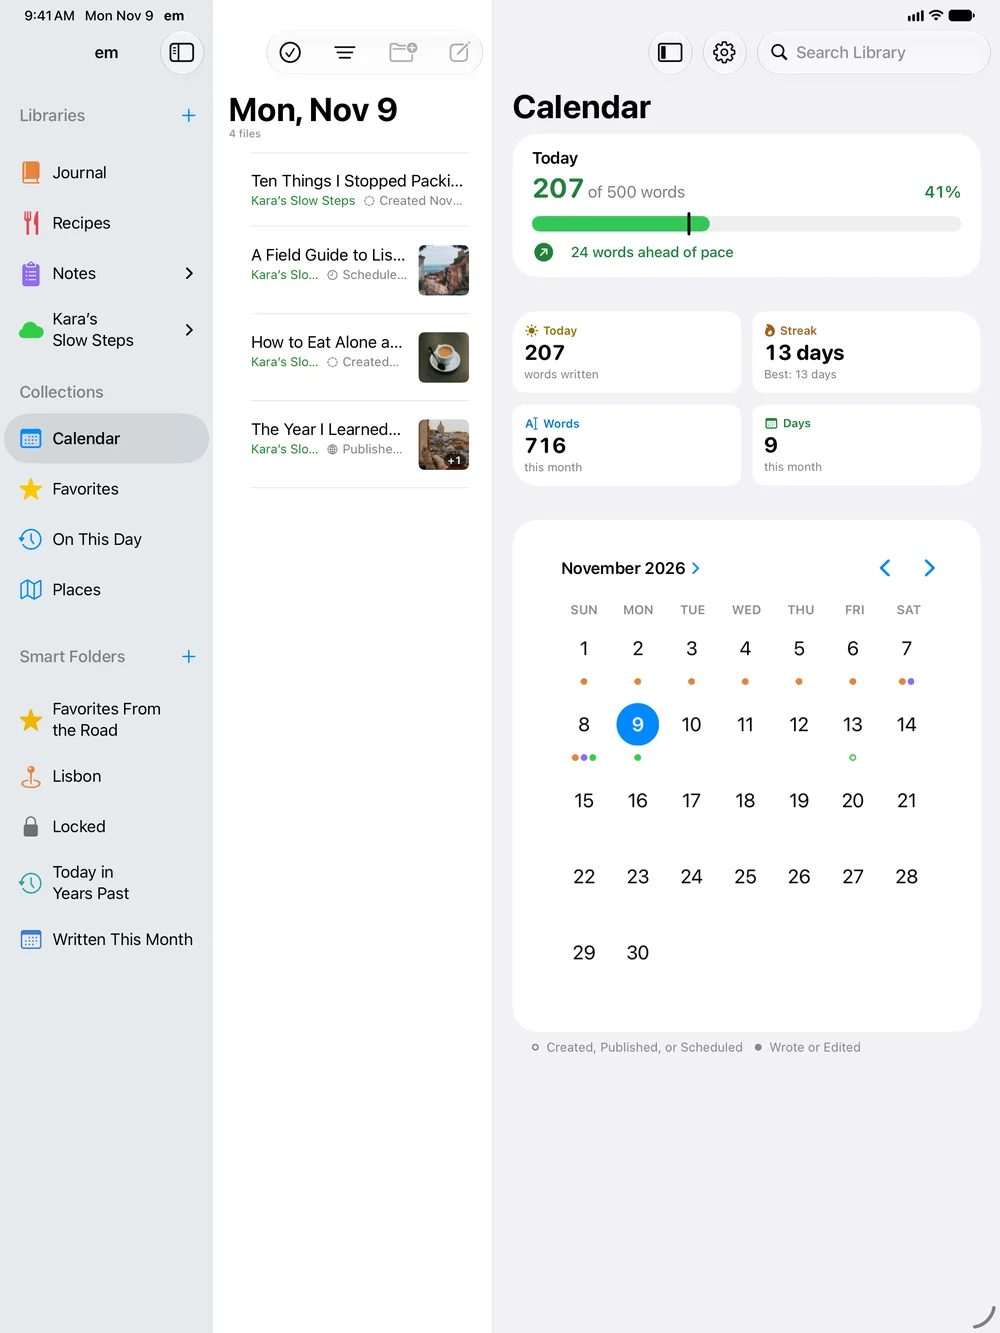 9:41 AM Mon Nov 9 em
em
Libraries
Journal
Recipes
Notes
Kara's
Slow Steps
Collections
Calendar
Favorites
On This Day
Places
Smart Folders
Favorites From
the Road
Lisbon
Locked
Today in
Years Past
Written This Month
Mon, Nov 9
4 files
Ten Things I Stopped Packi...
Kara's Slow Steps Created Nov...
A Field Guide to Lis...
Kara's Slo... Schedule...
How to Eat Alone a...
Kara's Slo... Created...
The Year I Learned...
Kara's Slo... Publishe...
+1
Search Library
Calendar
Today
207 of 500 words 41%
24 words ahead of pace
Today
207
words written
Streak
13 days
Best: 13 days
Words
716
this month
Days
9
this month
November 2026
SUN MON TUE WED THU FRI SAT
1 2 3 4 5 6 7
8 9 10 11 12 13 14
15 16 17 18 19 20 21
22 23 24 25 26 27 28
29 30
Created, Published, or Scheduled Wrote or Edited